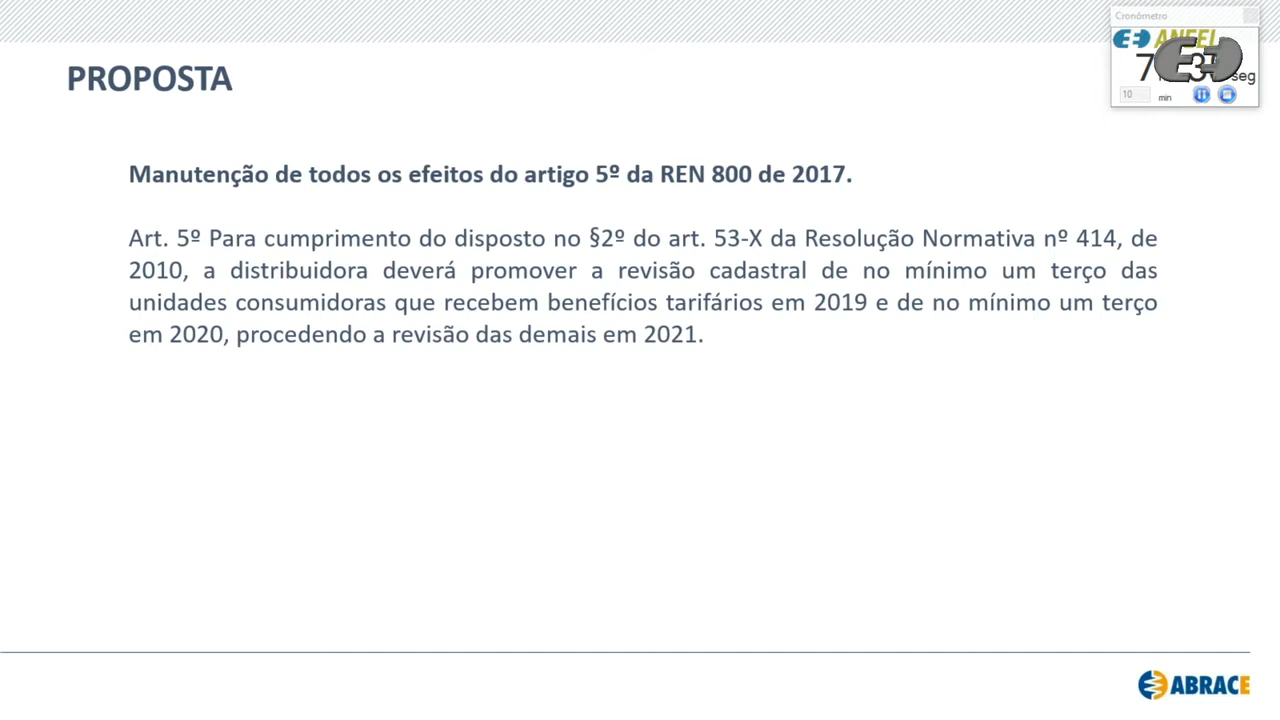 Cronômetro
ANEEL
PROPOSTA
7
seg
10
min
Manutenção de todos os efeitos do artigo 5º da REN 800 de 2017.
Art. 5º Para cumprimento do disposto no §2º do art. 53-X da Resolução Normativa nº 414, de
2010, a distribuidora deverá promover a revisão cadastral de no mínimo um terço das
unidades consumidoras que recebem benefícios tarifários em 2019 e de no mínimo um terço
em 2020, procedendo a revisão das demais em 2021.
ABRACE